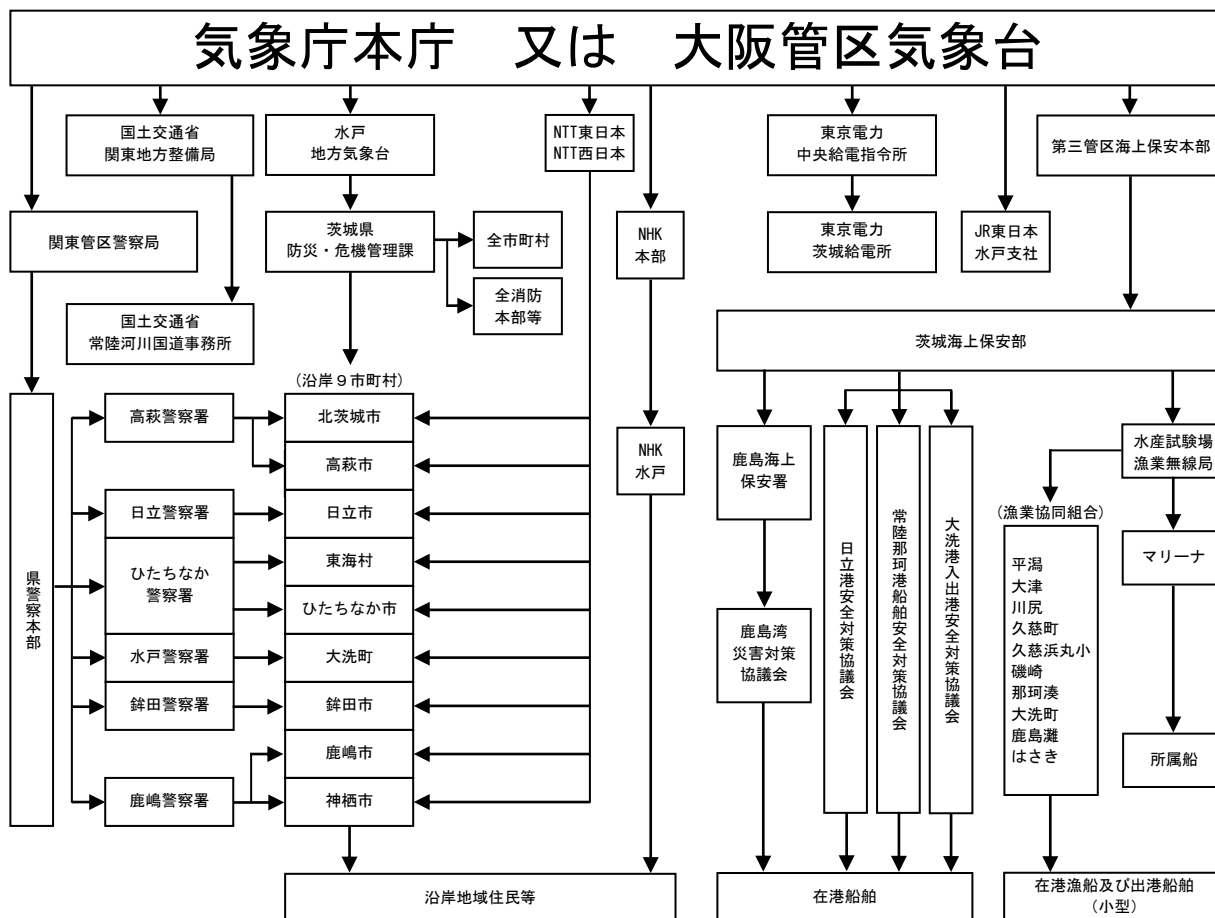 気象庁本庁　又は　大阪管区気象台
国土交通省
関東地方整備局
水戸
地方気象台
NTT東日本
NTT西日本
東京電力
中央給電指令所
第三管区海上保安本部
関東管区警察局
茨城県
防災・危機管理課
全市町村
NHK
本部
東京電力
茨城給電所
JR東日本
水戸支社
全消防
本部等
国土交通省
常陸河川国道事務所
茨城海上保安部
(沿岸９市町村)
県警察本部
高萩警察署
日立警察署
ひたちなか
警察署
水戸警察署
鉾田警察署
鹿嶋警察署
北茨城市
高萩市
日立市
東海村
ひたちなか市
大洗町
鉾田市
鹿嶋市
神栖市
NHK
水戸
鹿島海上
保安署
鹿島湾
災害対策
協議会
日立港安全対策協議会
常陸那珂港船舶安全対策協議会
大洗港入出港安全対策協議会
水産試験場
漁業無線局
(漁業協同組合)
平潟
大津
川尻
久慈町
久慈浜丸小
磯崎
那珂湊
大洗町
鹿島灘
はさき
マリーナ
所属船
沿岸地域住民等
在港船舶
在港漁船及び出港船舶
(小型)